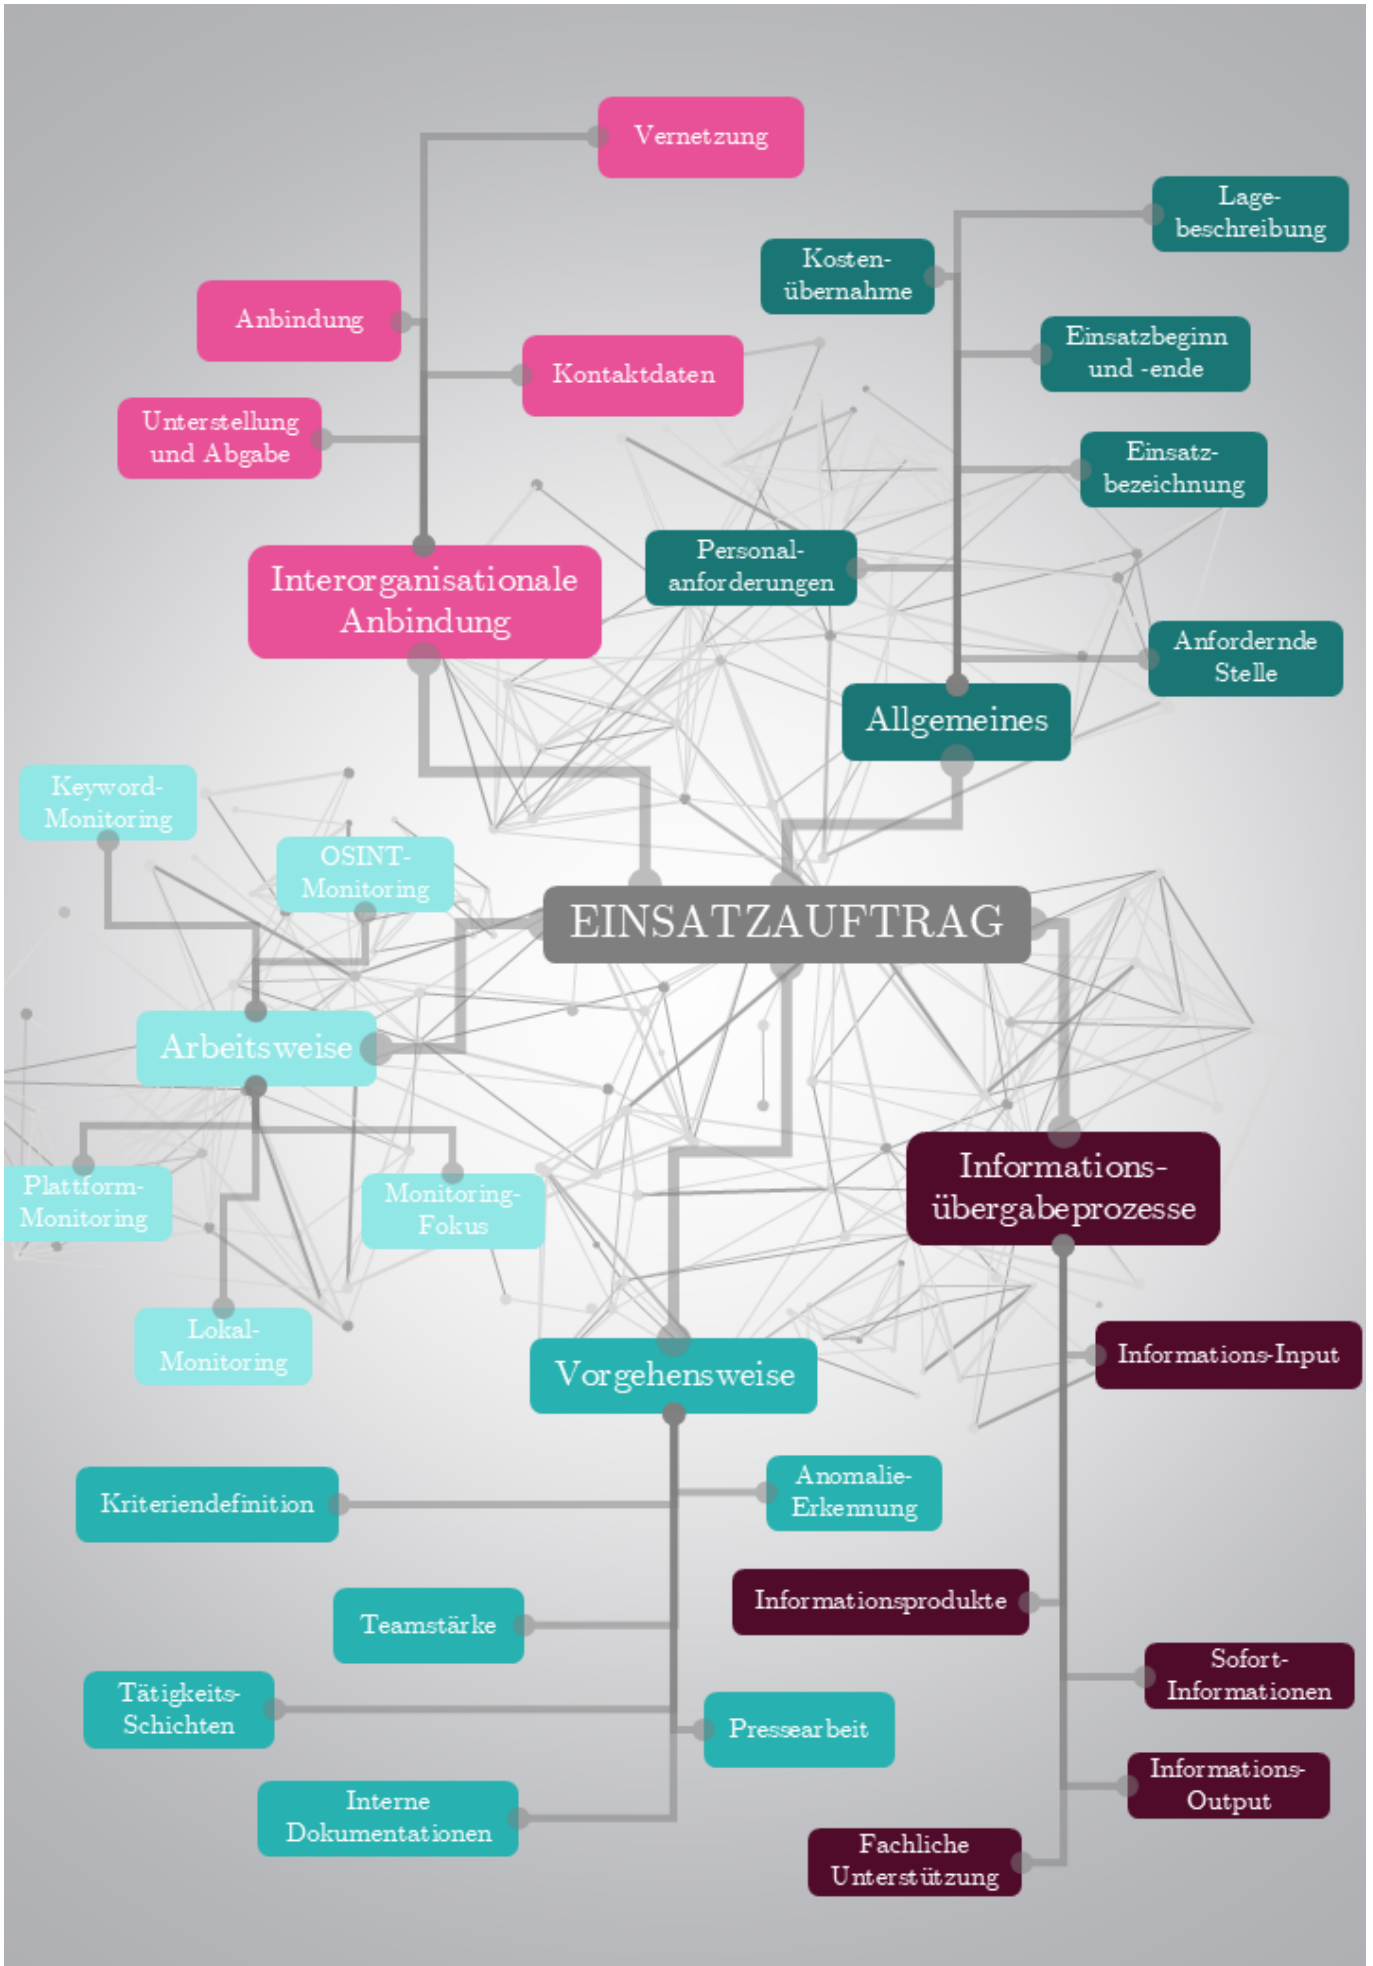 Vernetzung
Anbindung
Kontaktdaten
Unterstellung
und Abgabe
Interorganisationale
Anbindung
Lage-
beschreibung
Kosten-
übernahme
Einsatzbeginn
und -ende
Einsatz-
bezeichnung
Personal-
anforderungen
Anfordernde
Stelle
Allgemeines
EINSATZAUFTRAG
Keyword-
Monitoring
OSINT-
Monitoring
Arbeitsweise
Plattform-
Monitoring
Monitoring-
Fokus
Lokal-
Monitoring
Vorgehensweise
Kriteriendefinition
Anomalie-
Erkennung
Teamstärke
Tätigkeits-
Schichten
Pressearbeit
Interne
Dokumentationen
Informations-
übergabeprozesse
Informations-Input
Informationsprodukte
Sofort-
Informationen
Informations-
Output
Fachliche
Unterstützung